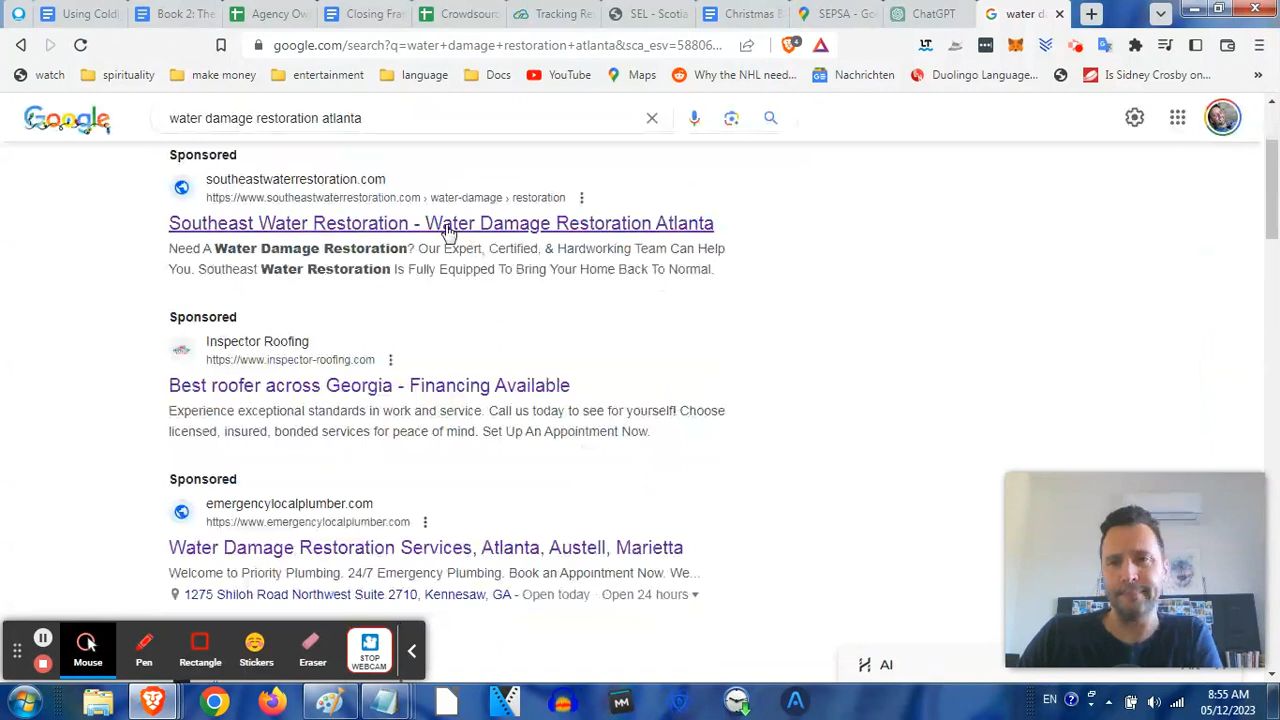 Using Coldi
Book 2: The
Agency Ow
Closing Fran
Crowdsour
Tracking Re
SEL - Scotia
Christmas B
SEPSA - Go
ChatGPT
water d
google.com/search?q=water+damage+restoration+atlanta&sca_esv=58806...
4
watch
spirituality
make money
entertainment
language
Docs
YouTube
Maps
Why the NHL need...
Nachrichten
Duolingo Language...
Is Sidney Crosby on...
Google
water damage restoration atlanta
Sponsored
southeastwaterrestoration.com
https://www.southeastwaterrestoration.com › water-damage › restoration
Southeast Water Restoration - Water Damage Restoration Atlanta
Need A Water Damage Restoration? Our Expert, Certified, & Hardworking Team Can Help
You. Southeast Water Restoration Is Fully Equipped To Bring Your Home Back To Normal.
Sponsored
Inspector Roofing
https://www.inspector-roofing.com
Best roofer across Georgia - Financing Available
Experience exceptional standards in work and service. Call us today to see for yourself! Choose
licensed, insured, bonded services for peace of mind. Set Up An Appointment Now.
Sponsored
emergencylocalplumber.com
https://www.emergencylocalplumber.com
Water Damage Restoration Services, Atlanta, Austell, Marietta
Welcome to Priority Plumbing. 24/7 Emergency Plumbing. Book an Appointment Now. We...
1275 Shiloh Road Northwest Suite 2710, Kennesaw, GA - Open today · Open 24 hours
Mouse
Pen
Rectangle
Stickers
Eraser
STOP
WEBCAM
AI
EN
8:55 AM
05/12/2023